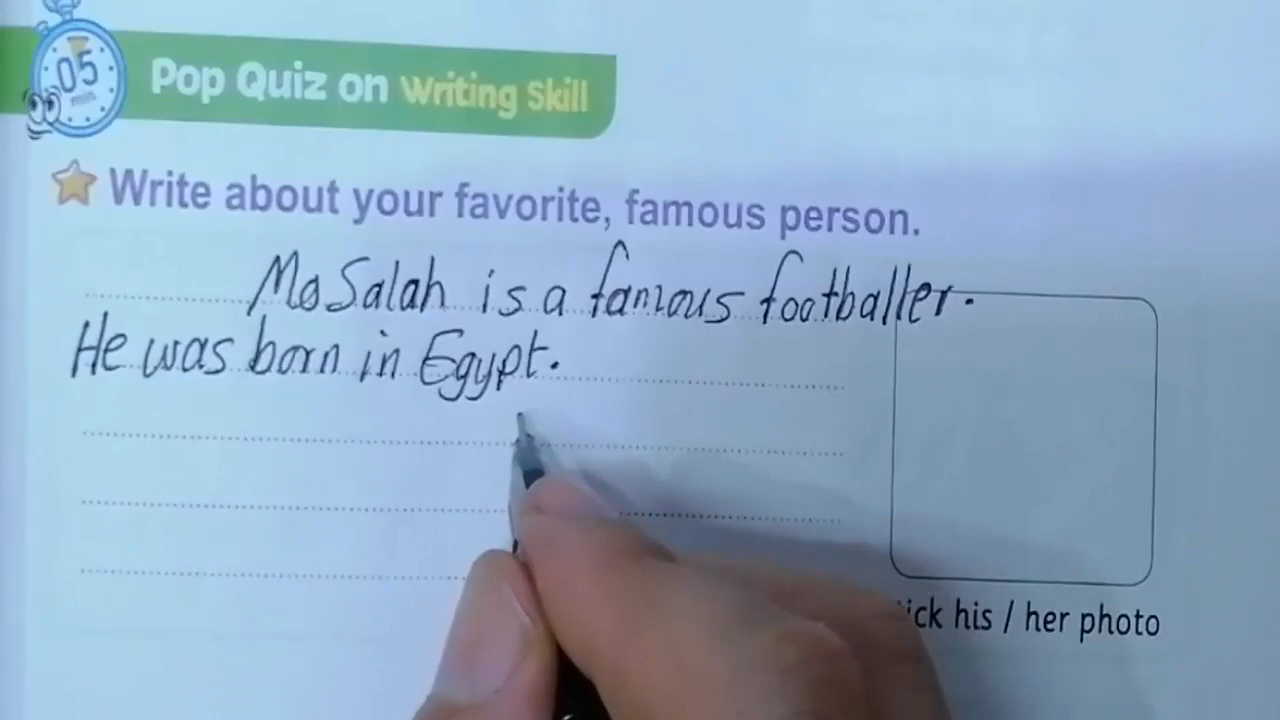 05
Pop Quiz on Writing Skill
Write about your favorite, famous person.
Mo Salah is a famous footballer.
He was born in Egypt.
his / her photo